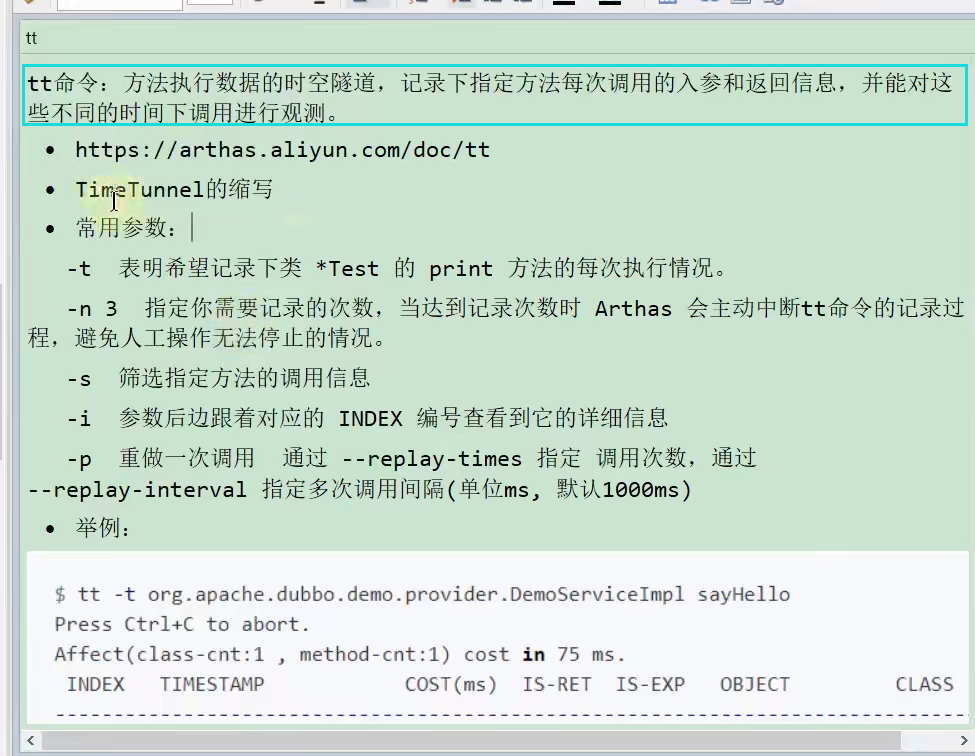 tt
tt命令：方法执行数据的时空隧道，记录下指定方法每次调用的入参和返回信息，并能对这
些不同的时间下调用进行观测。
• https://arthas.aliyun.com/doc/tt
• TimeTunnel的缩写
• 常用参数：
-t 表明希望记录下类 *Test 的 print 方法的每次执行情况。
-n 3 指定你需要记录的次数，当达到记录次数时 Arthas 会主动中断tt命令的记录过
程，避免人工操作无法停止的情况。
-s 筛选指定方法的调用信息
-i 参数后边跟着对应的 INDEX 编号查看到它的详细信息
-p 重做一次调用 通过 --replay-times 指定 调用次数，通过
--replay-interval 指定多次调用间隔(单位ms, 默认1000ms)
• 举例：
$ tt -t org.apache.dubbo.demo.provider.DemoServiceImpl sayHello
Press Ctrl+C to abort.
Affect(class-cnt:1 , method-cnt:1) cost in 75 ms.
INDEX TIMESTAMP COST(ms) IS-RET IS-EXP OBJECT CLASS